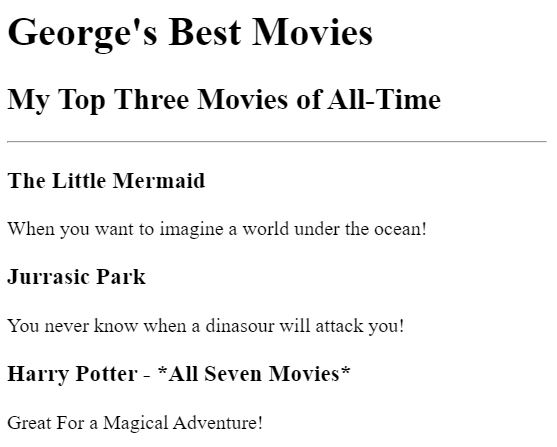 George's Best Movies
My Top Three Movies of All-Time
The Little Mermaid
When you want to imagine a world under the ocean!
Jurrasic Park
You never know when a dinasour will attack you!
Harry Potter - *All Seven Movies*
Great For a Magical Adventure!